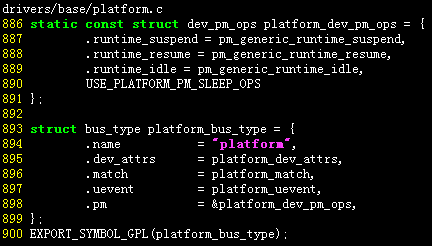 drivers/base/platform.c
886 static const struct dev_pm_ops platform_dev_pm_ops = {
887         .runtime_suspend = pm_generic_runtime_suspend,
888         .runtime_resume = pm_generic_runtime_resume,
889         .runtime_idle = pm_generic_runtime_idle,
890         USE_PLATFORM_PM_SLEEP_OPS
891 };
892
893 struct bus_type platform_bus_type = {
894         .name           = "platform",
895         .dev_attrs      = platform_dev_attrs,
896         .match          = platform_match,
897         .uevent         = platform_uevent,
898         .pm             = &platform_dev_pm_ops,
899 };
900 EXPORT_SYMBOL_GPL(platform_bus_type);